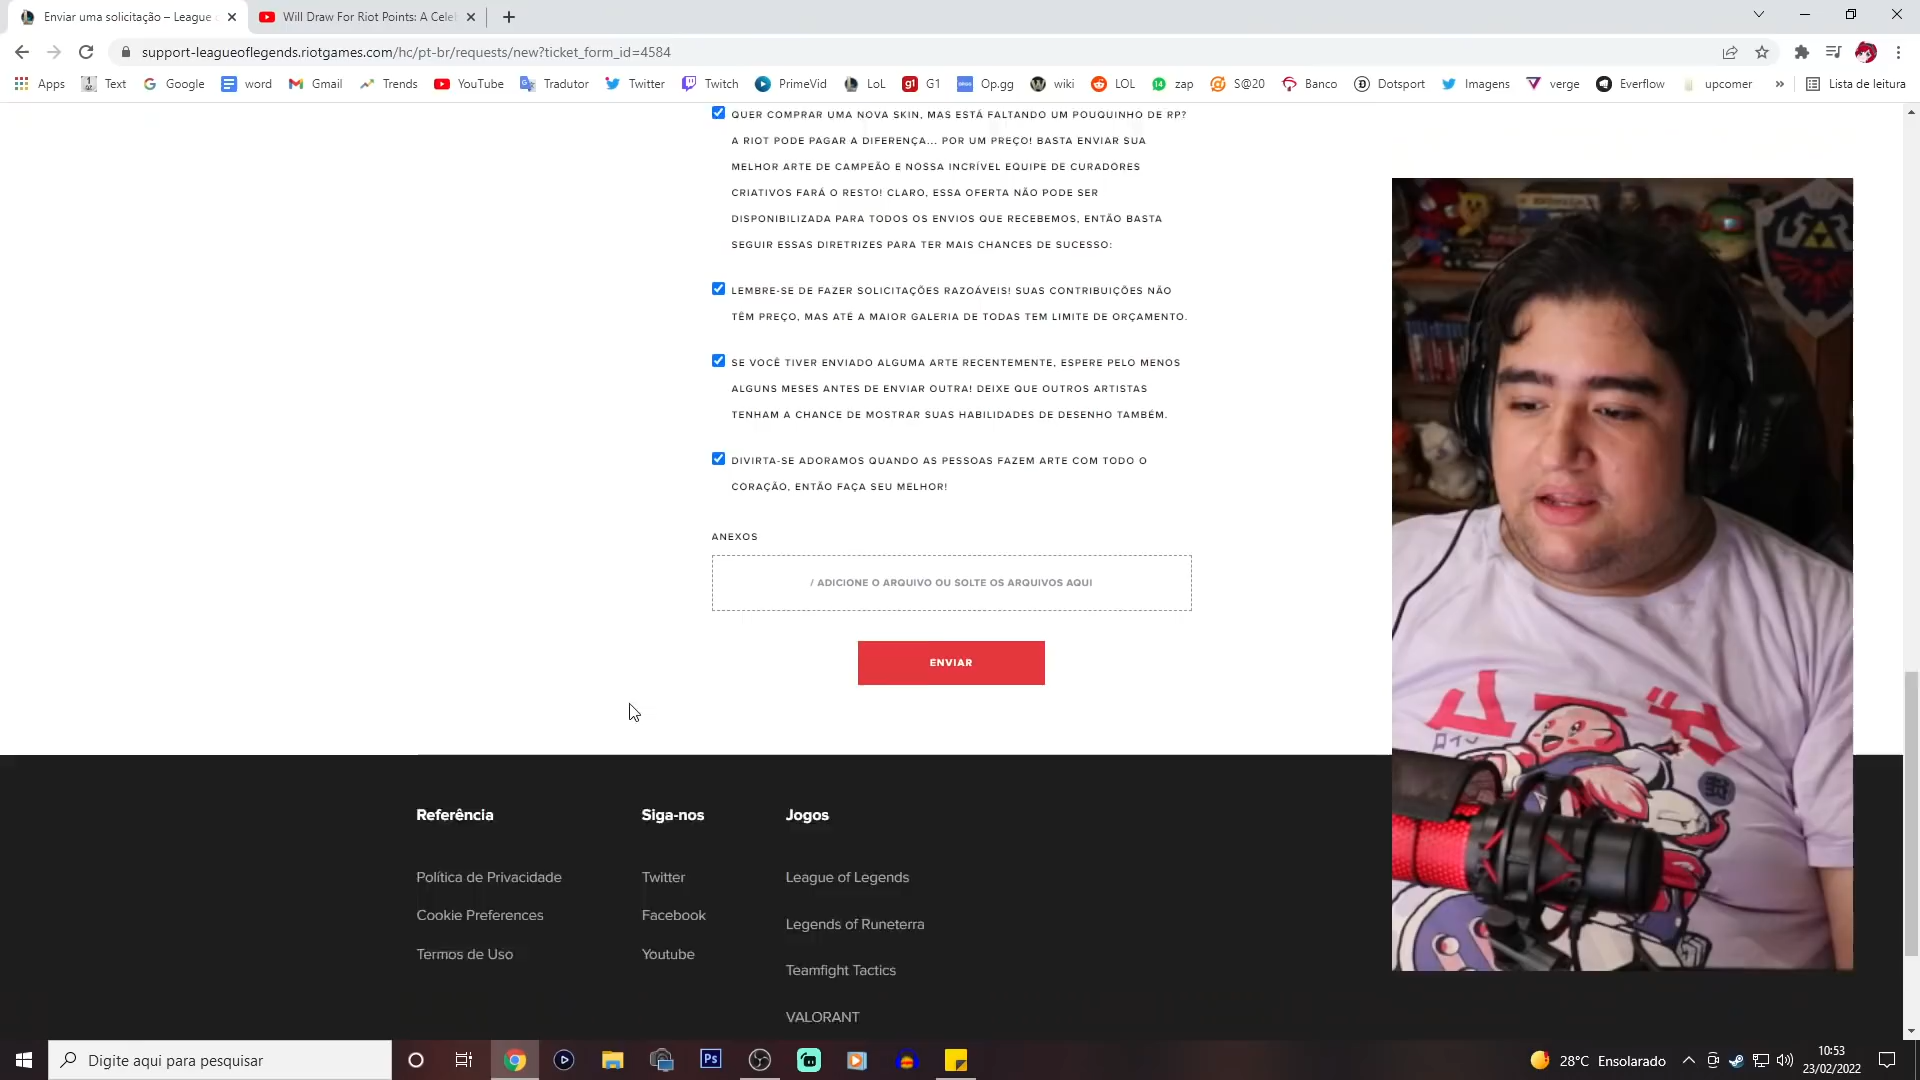 Enviar uma solicitação – League
Will Draw For Riot Points: A Cele
support-leagueoflegends.riotgames.com/hc/pt-br/requests/new?ticket_form_id=4584
Apps Text Google word Gmail Trends YouTube Tradutor Twitter Twitch PrimeVid LoL G1 Op.gg wiki LOL zap S@20 Banco Dotsport Imagens verge Everflow upcomer » Lista de leitura
QUER COMPRAR UMA NOVA SKIN, MAS ESTÁ FALTANDO UM POUQUINHO DE RP?
A RIOT PODE PAGAR A DIFERENÇA... POR UM PREÇO! BASTA ENVIAR SUA
MELHOR ARTE DE CAMPEÃO E NOSSA INCRÍVEL EQUIPE DE CURADORES
CRIATIVOS FARÁ O RESTO! CLARO, ESSA OFERTA NÃO PODE SER
DISPONIBILIZADA PARA TODOS OS ENVIOS QUE RECEBEMOS, ENTÃO BASTA
SEGUIR ESSAS DIRETRIZES PARA TER MAIS CHANCES DE SUCESSO:
LEMBRE-SE DE FAZER SOLICITAÇÕES RAZOÁVEIS! SUAS CONTRIBUIÇÕES NÃO
TÊM PREÇO, MAS ATÉ A MAIOR GALERIA DE TODAS TEM LIMITE DE ORÇAMENTO.
SE VOCÊ TIVER ENVIADO ALGUMA ARTE RECENTEMENTE, ESPERE PELO MENOS
ALGUNS MESES ANTES DE ENVIAR OUTRA! DEIXE QUE OUTROS ARTISTAS
TENHAM A CHANCE DE MOSTRAR SUAS HABILIDADES DE DESENHO TAMBÉM.
DIVIRTA-SE ADORAMOS QUANDO AS PESSOAS FAZEM ARTE COM TODO O
CORAÇÃO, ENTÃO FAÇA SEU MELHOR!
ANEXOS
/ ADICIONE O ARQUIVO OU SOLTE OS ARQUIVOS AQUI
ENVIAR
Referência
Política de Privacidade
Cookie Preferences
Termos de Uso
Siga-nos
Twitter
Facebook
Youtube
Jogos
League of Legends
Legends of Runeterra
Teamfight Tactics
VALORANT
Digite aqui para pesquisar
Ps
28°C Ensolarado
10:53
23/02/2022